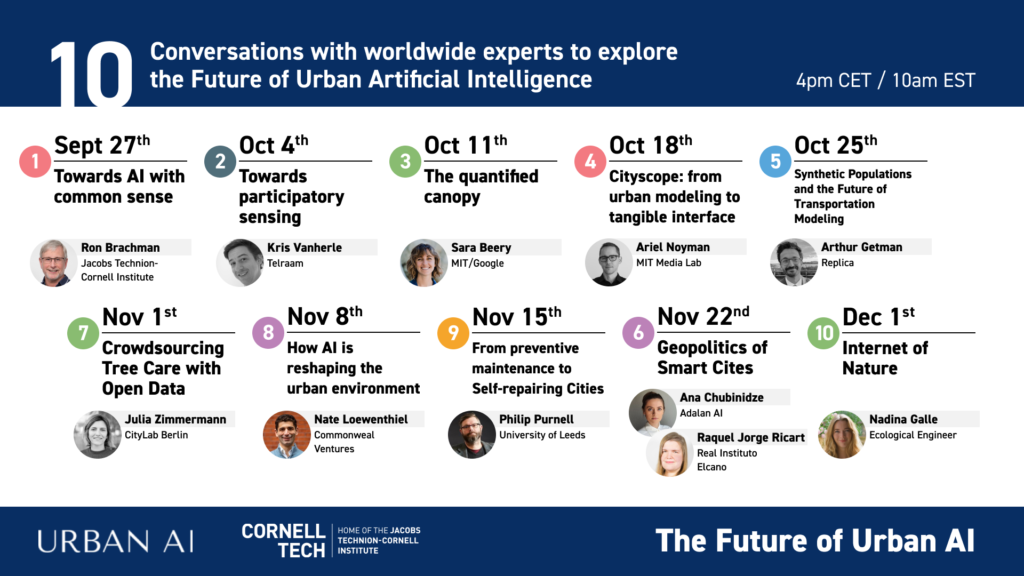 10
Conversations with worldwide experts to explore
the Future of Urban Artificial Intelligence
4pm CET / 10am EST
1
Sept 27th
Towards AI with
common sense
Ron Brachman
Jacobs Technion-
Cornell Institute
2
Oct 4th
Towards
participatory
sensing
Kris Vanherle
Telraam
3
Oct 11th
The quantified
canopy
Sara Beery
MIT/Google
4
Oct 18th
Cityscope: from
urban modeling to
tangible interface
Ariel Noyman
MIT Media Lab
5
Oct 25th
Synthetic Populations
and the Future of
Transportation
Modeling
Arthur Getman
Replica
7
Nov 1st
Crowdsourcing
Tree Care with
Open Data
Julia Zimmermann
CityLab Berlin
8
Nov 8th
How AI is
reshaping the
urban environment
Nate Loewenthiel
Commonweal
Ventures
9
Nov 15th
From preventive
maintenance to
Self-repairing Cities
Philip Purnell
University of Leeds
6
Nov 22nd
Geopolitics of
Smart Cites
Ana Chubinidze
Adalan AI
Raquel Jorge Ricart
Real Instituto
Elcano
10
Dec 1st
Internet of
Nature
Nadina Galle
Ecological Engineer
URBAN AI
CORNELL
TECH
HOME OF THE JACOBS
TECHNION-CORNELL
INSTITUTE
The Future of Urban AI